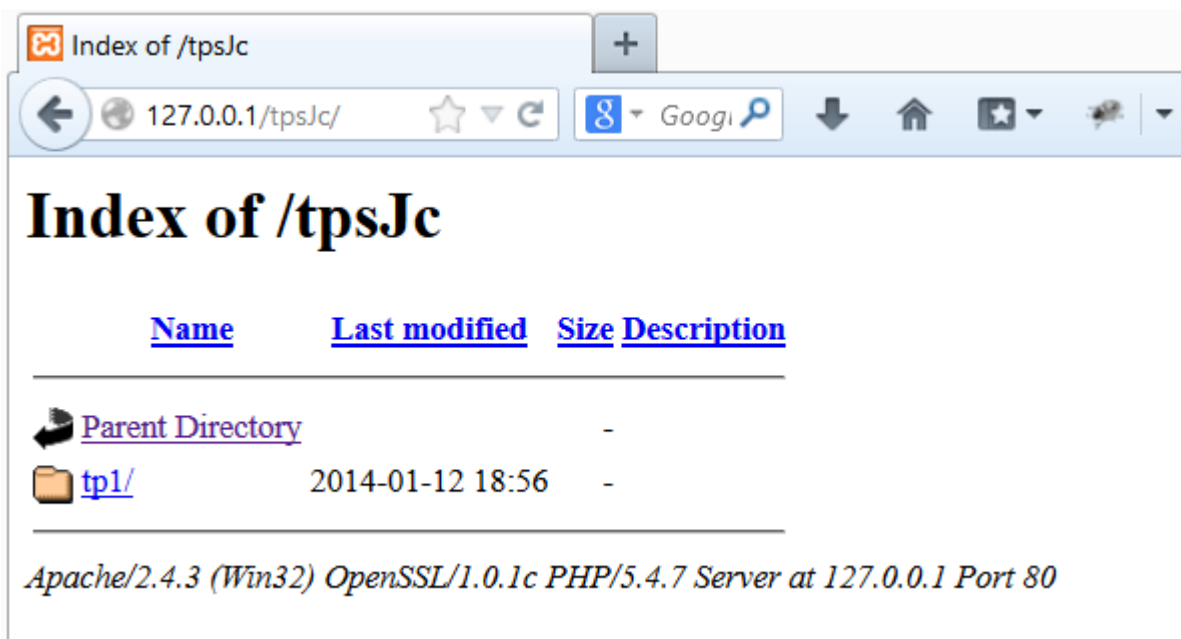 Index of /tpsJc
127.0.0.1/tpsJc/
Googl
Index of /tpsJc
Name Last modified Size Description
Parent Directory -
tp1/ 2014-01-12 18:56 -
Apache/2.4.3 (Win32) OpenSSL/1.0.1c PHP/5.4.7 Server at 127.0.0.1 Port 80